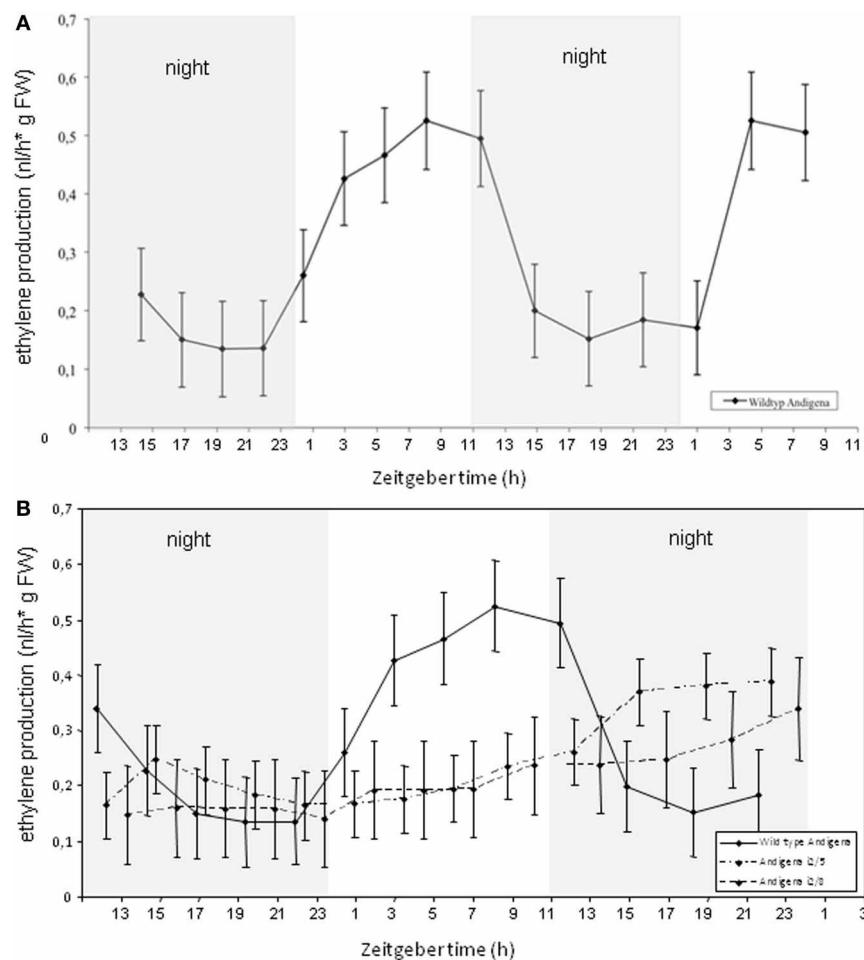 A
ethylene production (nl/h* g FW)
0,7
0,6
0,5
0,4
0,3
0,2
0,1
0
0
night
night
Wildtyp Andigena
13 15 17 19 21 23 1 3 5 7 9 11 13 15 17 19 21 23 1 3 5 7 9 11
Zeitgebertime (h)
B
ethylene production (nl/h* g FW)
0,7
0,6
0,5
0,4
0,3
0,2
0,1
0
night
night
Wild type Andigena
Andigena i2/5
Andigena i2/8
13 15 17 19 21 23 1 3 5 7 9 11 13 15 17 19 21 23 1 3
Zeitgebertime (h)